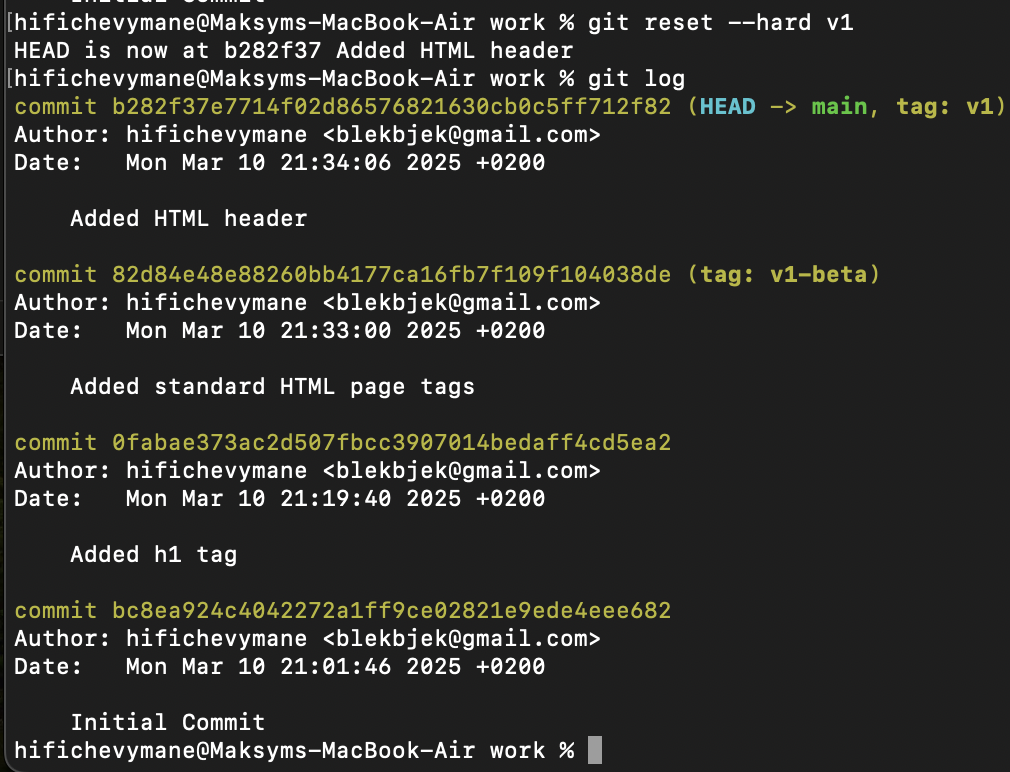 Initial Commit
[hifichevymane@Maksyms-MacBook-Air work % git reset --hard v1
HEAD is now at b282f37 Added HTML header
[hifichevymane@Maksyms-MacBook-Air work % git log
commit b282f37e7714f02d86576821630cb0c5ff712f82 (HEAD -> main, tag: v1)
Author: hifichevymane <blekbjek@gmail.com>
Date:   Mon Mar 10 21:34:06 2025 +0200
    Added HTML header
commit 82d84e48e88260bb4177ca16fb7f109f104038de (tag: v1-beta)
Author: hifichevymane <blekbjek@gmail.com>
Date:   Mon Mar 10 21:33:00 2025 +0200
    Added standard HTML page tags
commit 0fabae373ac2d507fbcc3907014bedaff4cd5ea2
Author: hifichevymane <blekbjek@gmail.com>
Date:   Mon Mar 10 21:19:40 2025 +0200
    Added h1 tag
commit bc8ea924c4042272a1ff9ce02821e9ede4eee682
Author: hifichevymane <blekbjek@gmail.com>
Date:   Mon Mar 10 21:01:46 2025 +0200
    Initial Commit
hifichevymane@Maksyms-MacBook-Air work %